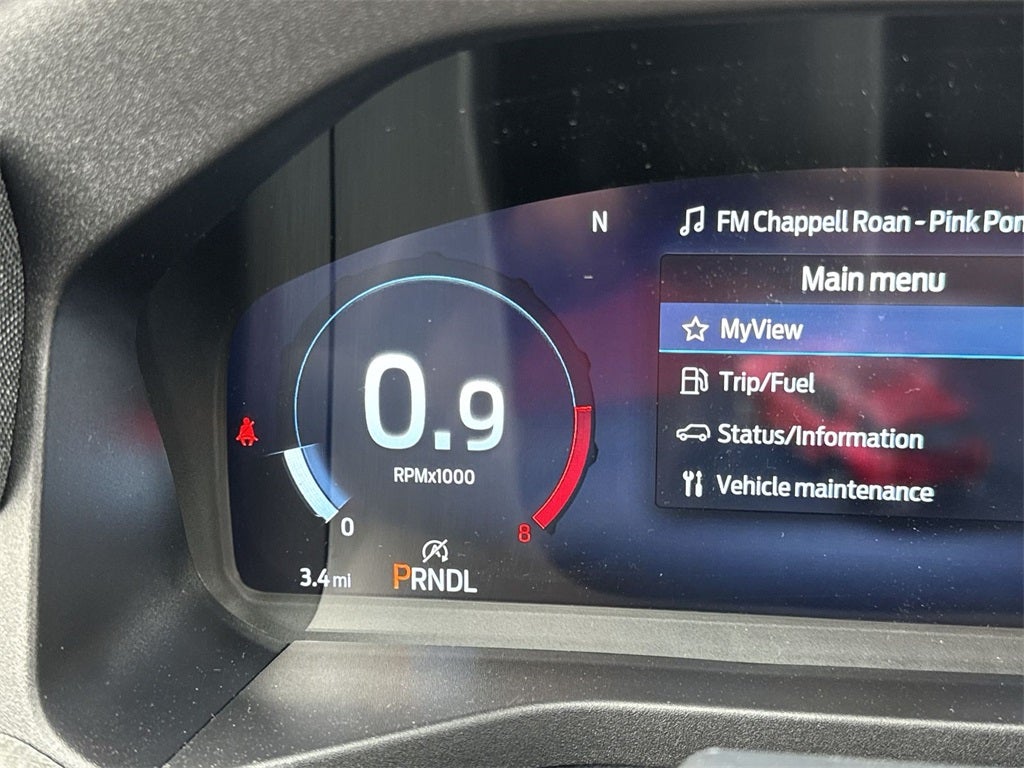 N
FM Chappell Roan - Pink Pon
Main menu
MyView
Trip/Fuel
Status/Information
Vehicle maintenance
0.9
RPMx1000
0
8
3.4 mi
PRNDL